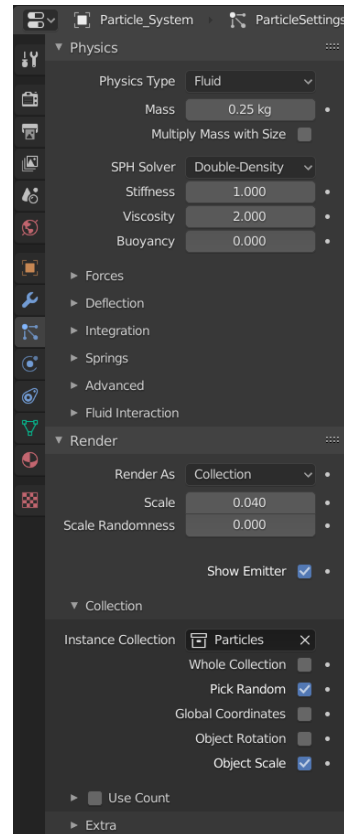 Particle_System ParticleSettings
Physics
Physics Type Fluid
Mass 0.25 kg
Multiply Mass with Size
SPH Solver Double-Density
Stiffness 1.000
Viscosity 2.000
Buoyancy 0.000
Forces
Deflection
Integration
Springs
Advanced
Fluid Interaction
Render
Render As Collection
Scale 0.040
Scale Randomness 0.000
Show Emitter
Collection
Instance Collection Particles
Whole Collection
Pick Random
Global Coordinates
Object Rotation
Object Scale
Use Count
Extra